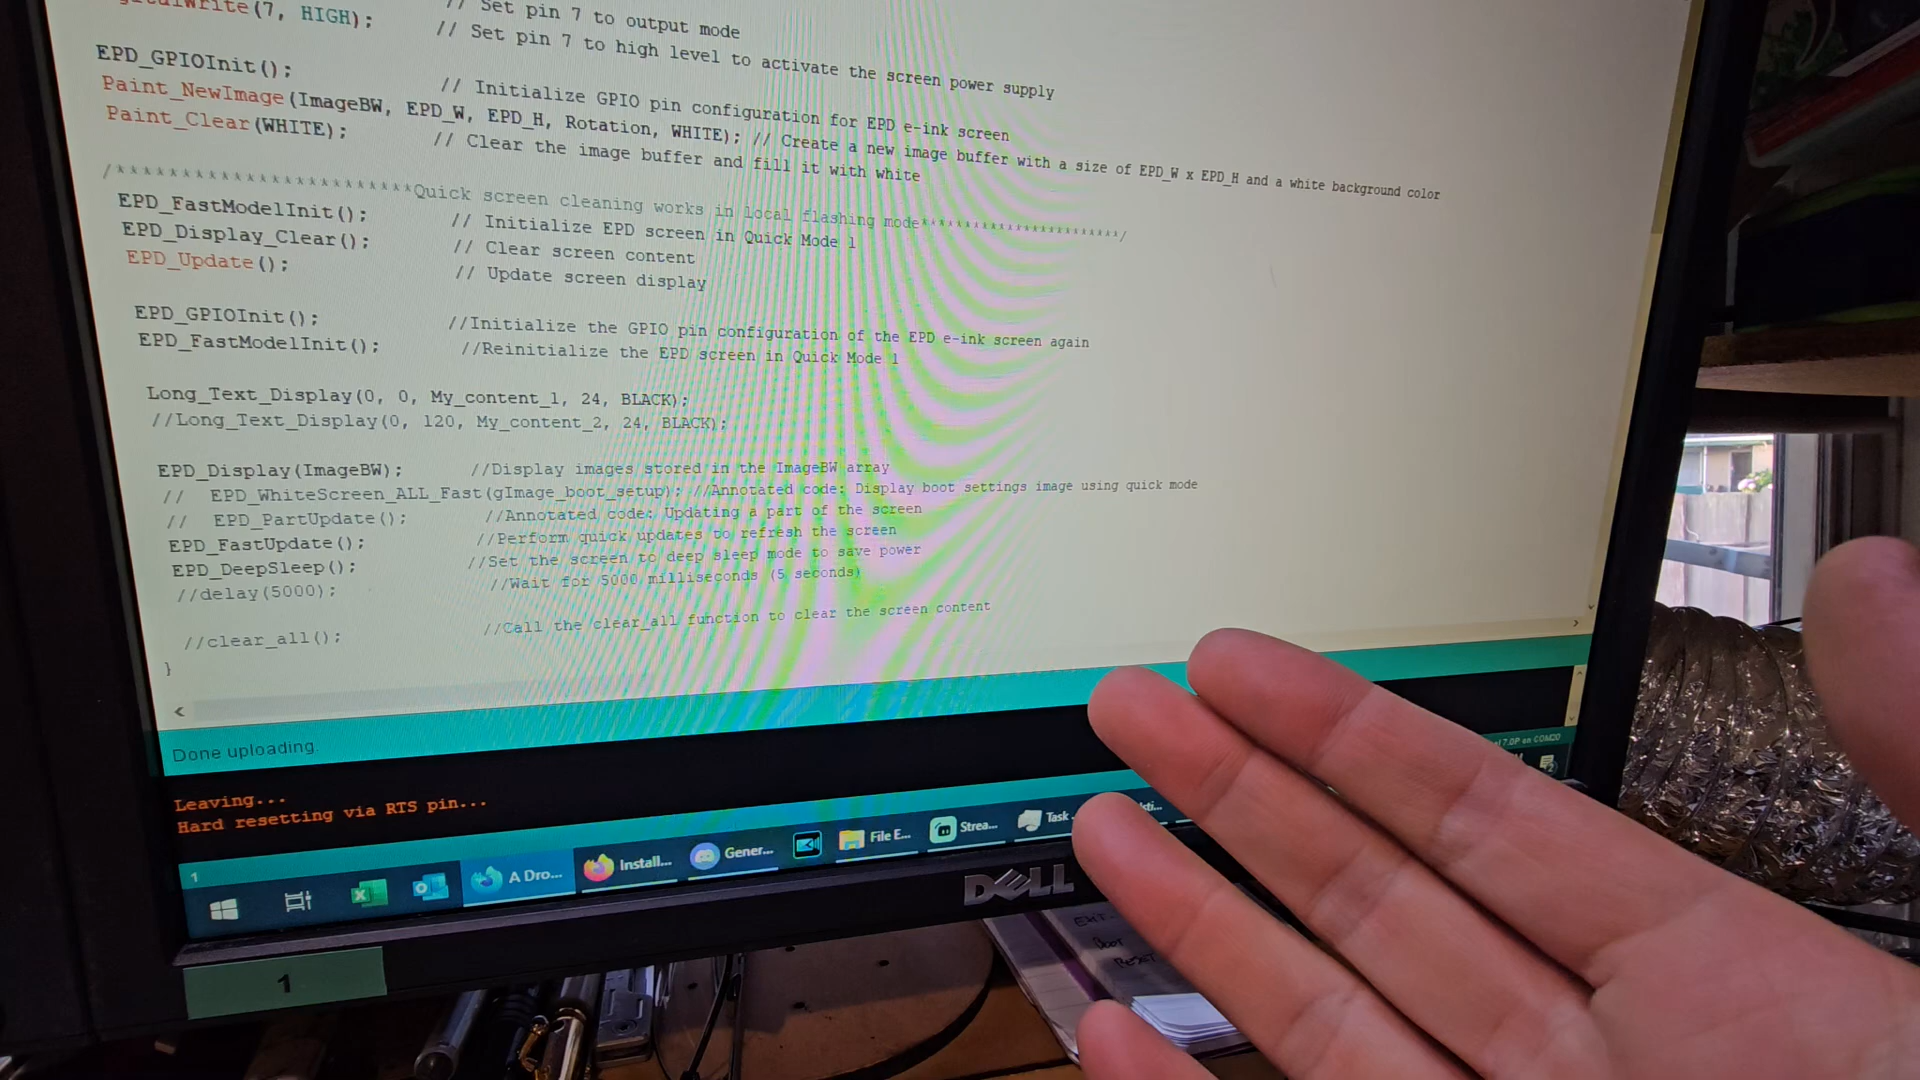 (7, HIGH); // Set pin 7 to output mode
// Set pin 7 to high level to activate the screen power supply
EPD_GPIOInit();
// Initialize GPIO pin configuration for EPD e-ink screen
Paint_NewImage(ImageBW, EPD_W, EPD_H, Rotation, WHITE); // Create a new image buffer with a size of EPD_W x EPD_H and a white background color
Paint_Clear(WHITE); // Clear the image buffer and fill it with white
/************************Quick screen cleaning works in local flashing mode************************/
EPD_FastMode1Init(); // Initialize EPD screen in Quick Mode 1
EPD_Display_Clear(); // Clear screen content
EPD_Update(); // Update screen display
EPD_GPIOInit(); //Initialize the GPIO pin configuration of the EPD e-ink screen again
EPD_FastMode1Init(); //Reinitialize the EPD screen in Quick Mode 1
Long_Text_Display(0, 0, My_content_1, 24, BLACK);
//Long_Text_Display(0, 120, My_content_2, 24, BLACK);
EPD_Display(ImageBW); //Display images stored in the ImageBW array
// EPD_WhiteScreen_ALL_Fast(gImage_boot_setup); //Annotated code: Display boot settings image using quick mode
// EPD_PartUpdate(); //Annotated code: Updating a part of the screen
EPD_FastUpdate(); //Perform quick updates to refresh the screen
EPD_DeepSleep(); //Set the screen to deep sleep mode to save power
//delay(5000); //Wait for 5000 milliseconds (5 seconds)
//clear_all(); //Call the clear_all function to clear the screen content
}
Done uploading.
Leaving...
Hard resetting via RTS pin...
on COM20
1
A Dro...
Install...
Gener...
File E...
Strea...
Task
DELL
1
Boot
Reset